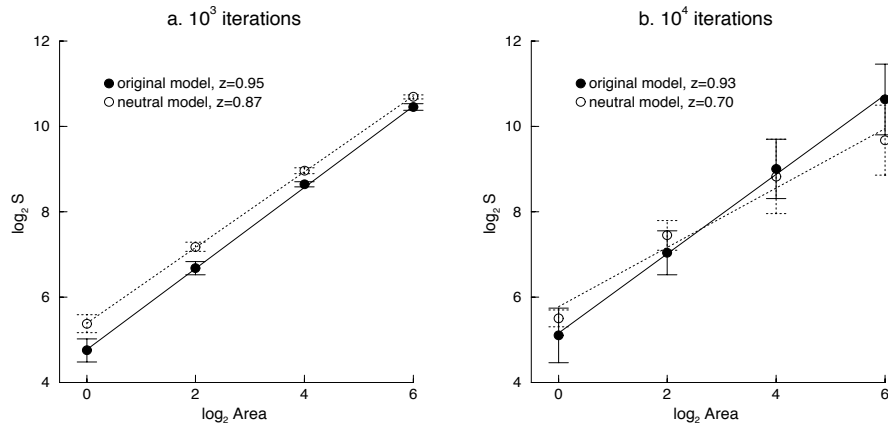 a. 10³ iterations
12
10
8
6
4
log₂ S
original model, z=0.95
neutral model, z=0.87
0 2 4 6
log₂ Area
b. 10⁴ iterations
12
10
8
6
4
log₂ S
original model, z=0.93
neutral model, z=0.70
0 2 4 6
log₂ Area